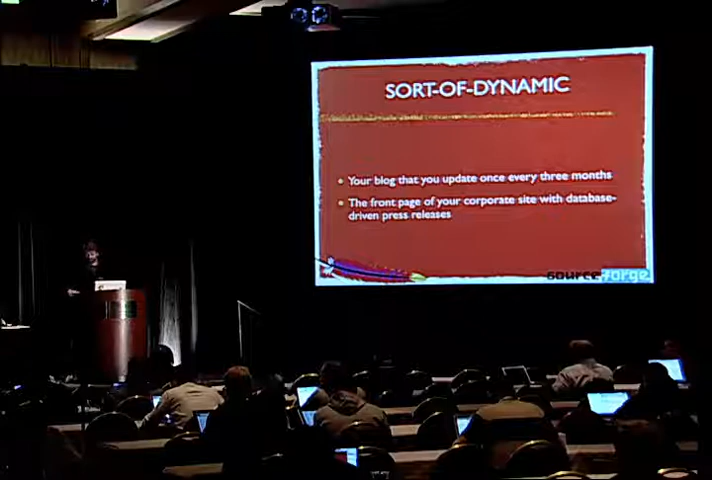 SORT-OF-DYNAMIC
Your blog that you update once every three months
The front page of your corporate site with database-
driven press releases
sourceforge